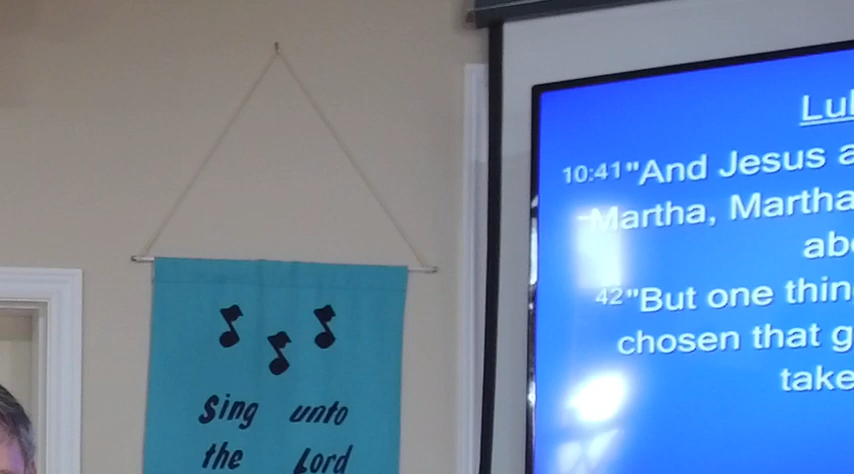 Sing unto
the Lord
Lu
10:41"And Jesus a
Martha, Martha
abo
42"But one thin
chosen that g
take